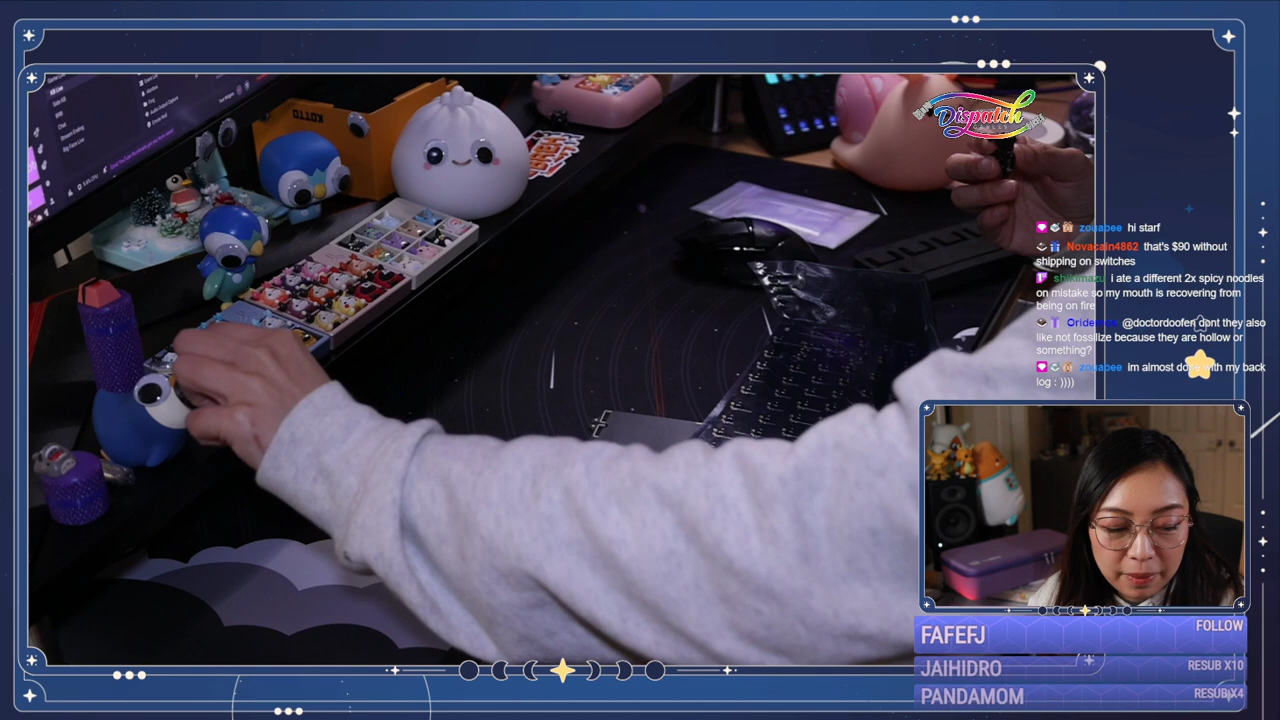 KOTTO
Dispatch
CABLES
zouabee hi starf
Novacain4862 that's $90 without
shipping on switches
shikimazu i ate a different 2x spicy noodles
on mistake so my mouth is recovering from
being on fire
@doctordoofen dont they also
like not fossilize because they are hollow or
something?
zouabee im almost done with my back
log : ))))
FAFEFJ FOLLOW
JAIHIDRO RESUB X10
PANDAMOM RESUB X4